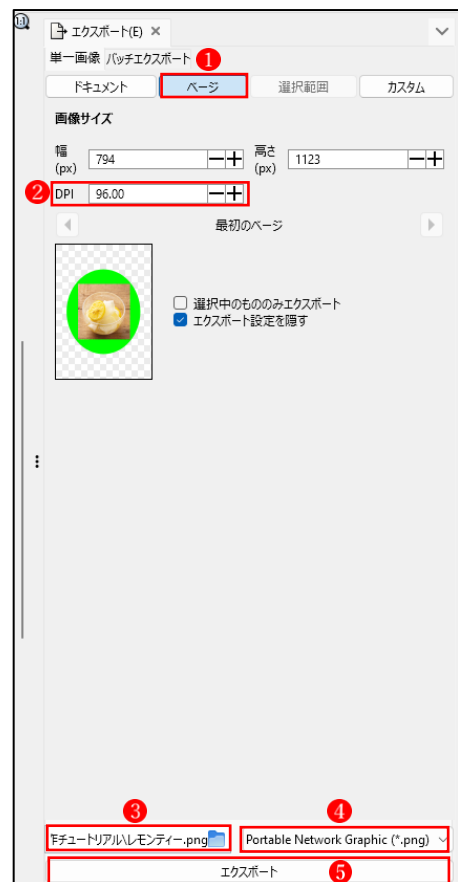 1:1
エクスポート(E) ×
単一画像 バッチエクスポート 1
ドキュメント ページ 選択範囲 カスタム
画像サイズ
幅 (px) 794 高さ (px) 1123
2 DPI 96.00
最初のページ
選択中のもののみエクスポート
エクスポート設定を隠す
3 4
チュートリアル\レモンティー.png Portable Network Graphic (*.png)
エクスポート 5